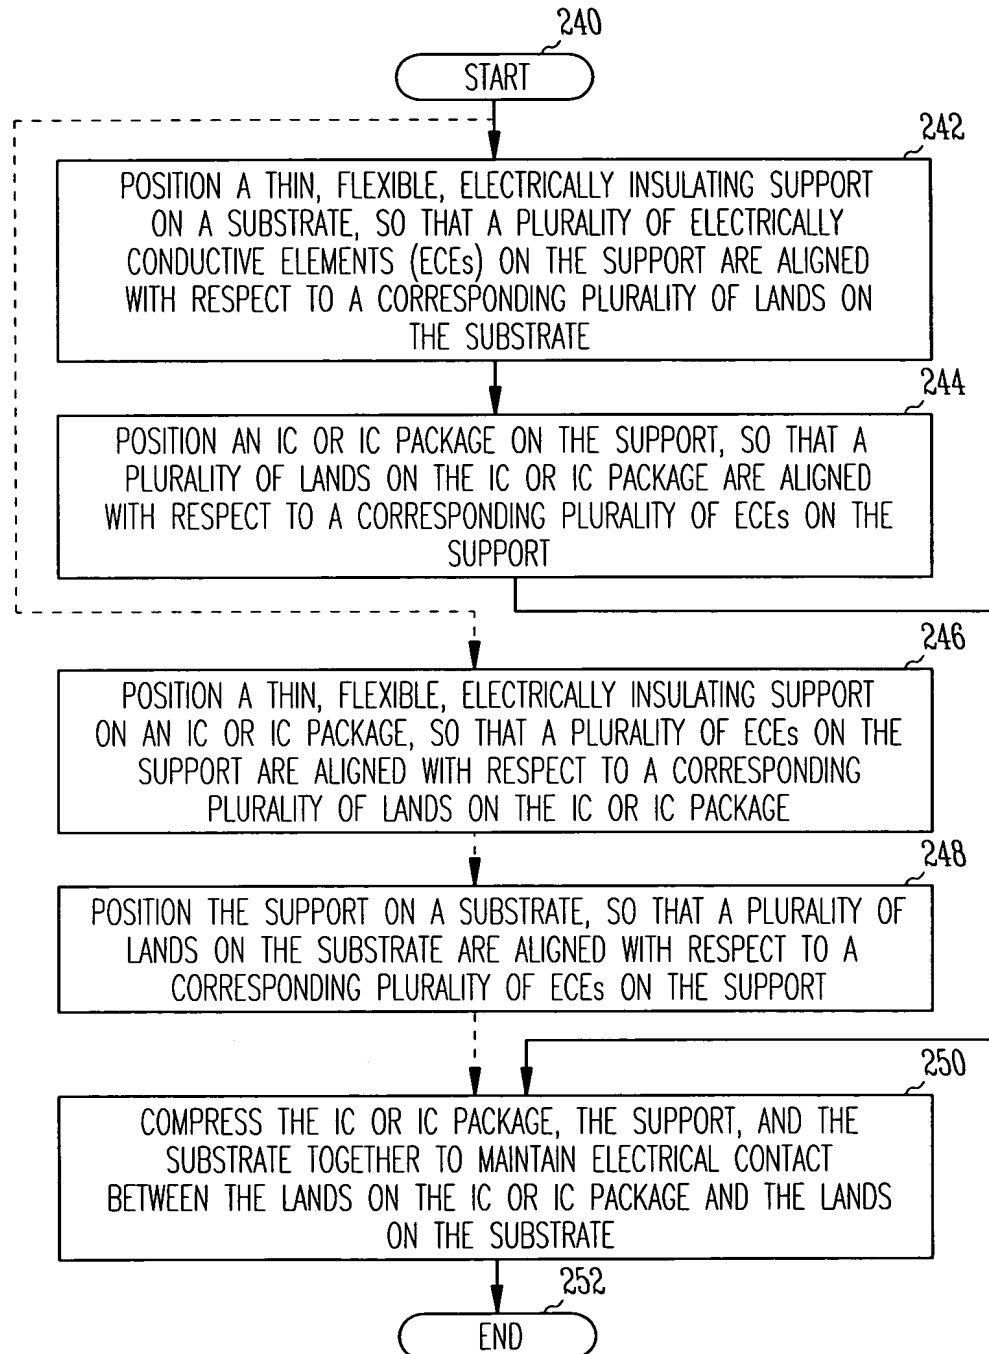 240
START
242
POSITION A THIN, FLEXIBLE, ELECTRICALLY INSULATING SUPPORT
ON A SUBSTRATE, SO THAT A PLURALITY OF ELECTRICALLY
CONDUCTIVE ELEMENTS (ECEs) ON THE SUPPORT ARE ALIGNED
WITH RESPECT TO A CORRESPONDING PLURALITY OF LANDS ON
THE SUBSTRATE
244
POSITION AN IC OR IC PACKAGE ON THE SUPPORT, SO THAT A
PLURALITY OF LANDS ON THE IC OR IC PACKAGE ARE ALIGNED
WITH RESPECT TO A CORRESPONDING PLURALITY OF ECEs ON THE
SUPPORT
246
POSITION A THIN, FLEXIBLE, ELECTRICALLY INSULATING SUPPORT
ON AN IC OR IC PACKAGE, SO THAT A PLURALITY OF ECEs ON THE
SUPPORT ARE ALIGNED WITH RESPECT TO A CORRESPONDING
PLURALITY OF LANDS ON THE IC OR IC PACKAGE
248
POSITION THE SUPPORT ON A SUBSTRATE, SO THAT A PLURALITY OF
LANDS ON THE SUBSTRATE ARE ALIGNED WITH RESPECT TO A
CORRESPONDING PLURALITY OF ECEs ON THE SUPPORT
250
COMPRESS THE IC OR IC PACKAGE, THE SUPPORT, AND THE
SUBSTRATE TOGETHER TO MAINTAIN ELECTRICAL CONTACT
BETWEEN THE LANDS ON THE IC OR IC PACKAGE AND THE LANDS
ON THE SUBSTRATE
252
END